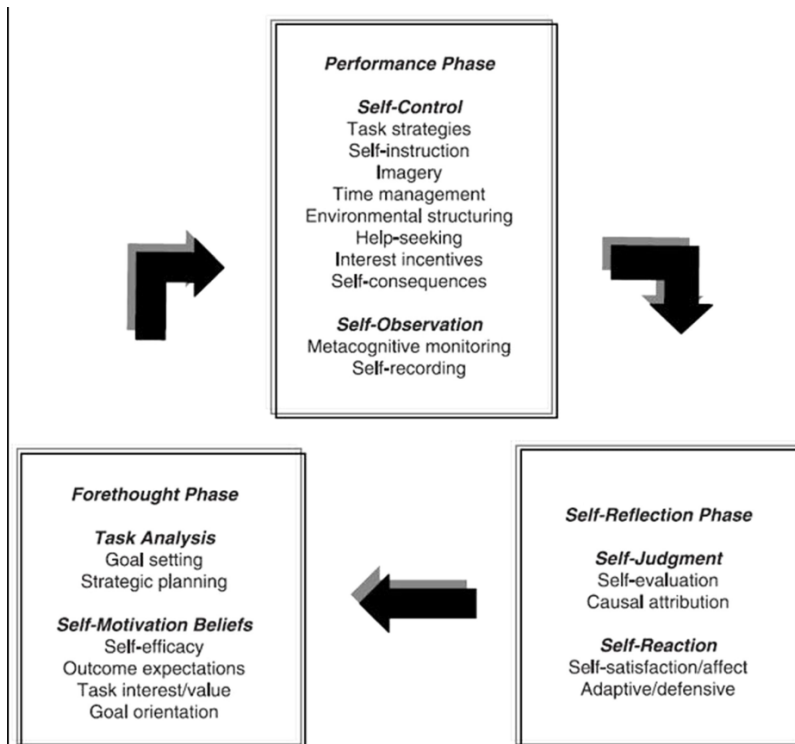 Performance Phase
Self-Control
Task strategies
Self-instruction
Imagery
Time management
Environmental structuring
Help-seeking
Interest incentives
Self-consequences
Self-Observation
Metacognitive monitoring
Self-recording
Forethought Phase
Task Analysis
Goal setting
Strategic planning
Self-Motivation Beliefs
Self-efficacy
Outcome expectations
Task interest/value
Goal orientation
Self-Reflection Phase
Self-Judgment
Self-evaluation
Causal attribution
Self-Reaction
Self-satisfaction/affect
Adaptive/defensive